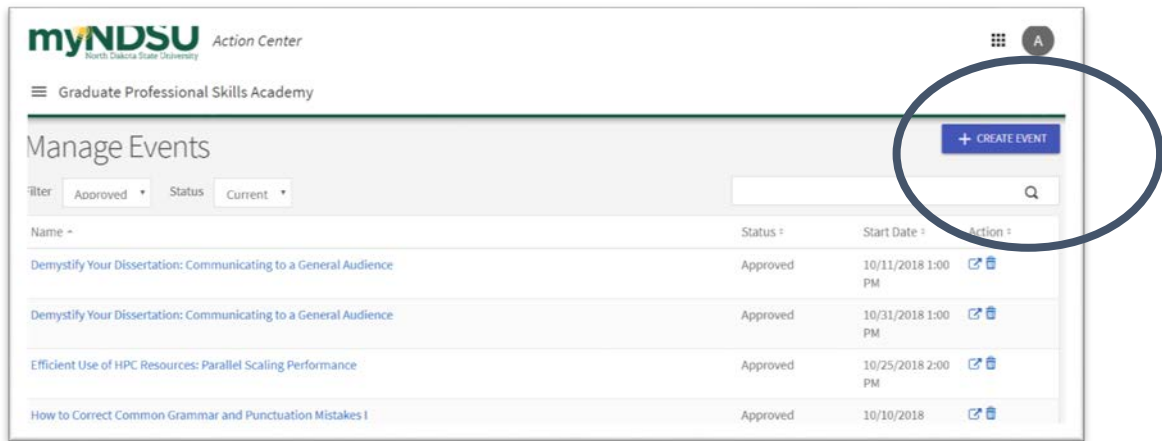 myNDSU Action Center
North Dakota State University
A
Graduate Professional Skills Academy
Manage Events
+ CREATE EVENT
Filter Approved Status Current
Name Status Start Date Action
Demystify Your Dissertation: Communicating to a General Audience Approved 10/11/2018 1:00
PM
Demystify Your Dissertation: Communicating to a General Audience Approved 10/31/2018 1:00
PM
Efficient Use of HPC Resources: Parallel Scaling Performance Approved 10/25/2018 2:00
PM
How to Correct Common Grammar and Punctuation Mistakes I Approved 10/10/2018